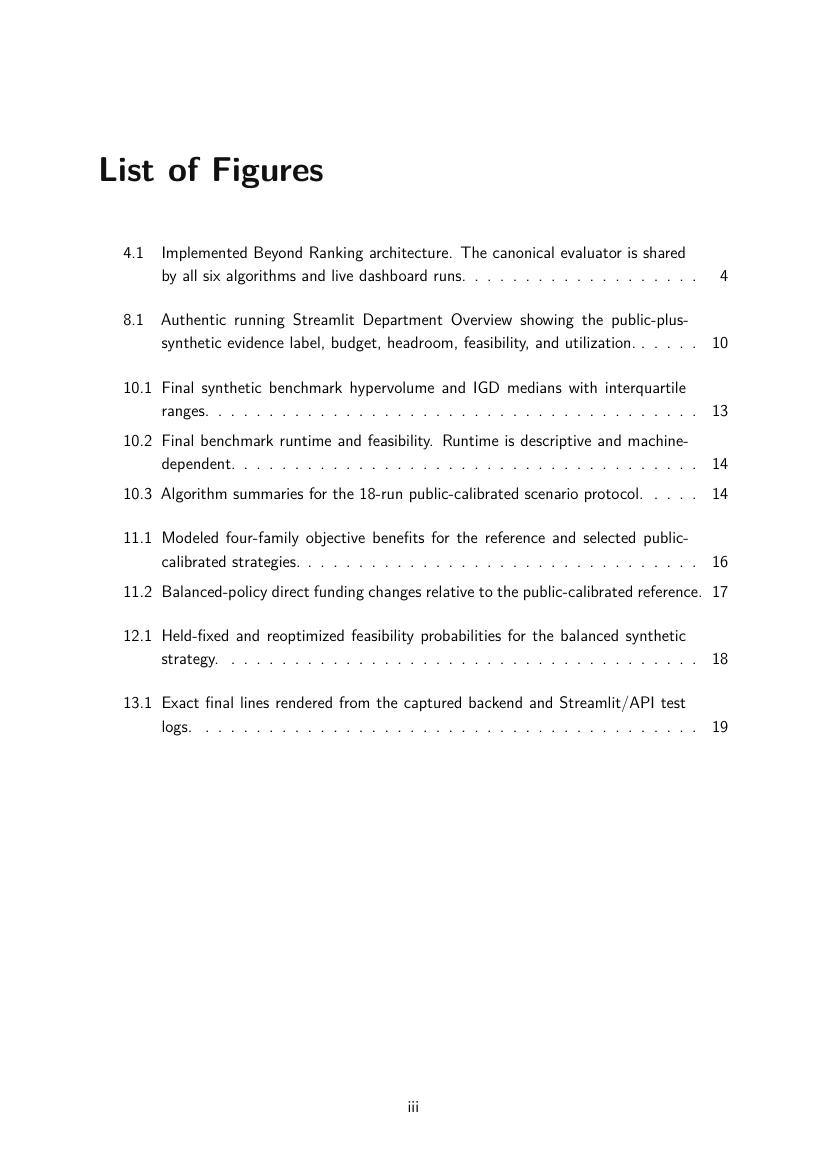 List of Figures
4.1 Implemented Beyond Ranking architecture. The canonical evaluator is shared
by all six algorithms and live dashboard runs. . . . . . . . . . . . . . . . . . . 4
8.1 Authentic running Streamlit Department Overview showing the public-plus-
synthetic evidence label, budget, headroom, feasibility, and utilization. . . . . . 10
10.1 Final synthetic benchmark hypervolume and IGD medians with interquartile
ranges. . . . . . . . . . . . . . . . . . . . . . . . . . . . . . . . . . . . . . . 13
10.2 Final benchmark runtime and feasibility. Runtime is descriptive and machine-
dependent. . . . . . . . . . . . . . . . . . . . . . . . . . . . . . . . . . . . . 14
10.3 Algorithm summaries for the 18-run public-calibrated scenario protocol. . . . . 14
11.1 Modeled four-family objective benefits for the reference and selected public-
calibrated strategies. . . . . . . . . . . . . . . . . . . . . . . . . . . . . . . . 16
11.2 Balanced-policy direct funding changes relative to the public-calibrated reference. 17
12.1 Held-fixed and reoptimized feasibility probabilities for the balanced synthetic
strategy. . . . . . . . . . . . . . . . . . . . . . . . . . . . . . . . . . . . . . 18
13.1 Exact final lines rendered from the captured backend and Streamlit/API test
logs. . . . . . . . . . . . . . . . . . . . . . . . . . . . . . . . . . . . . . . . 19
iii